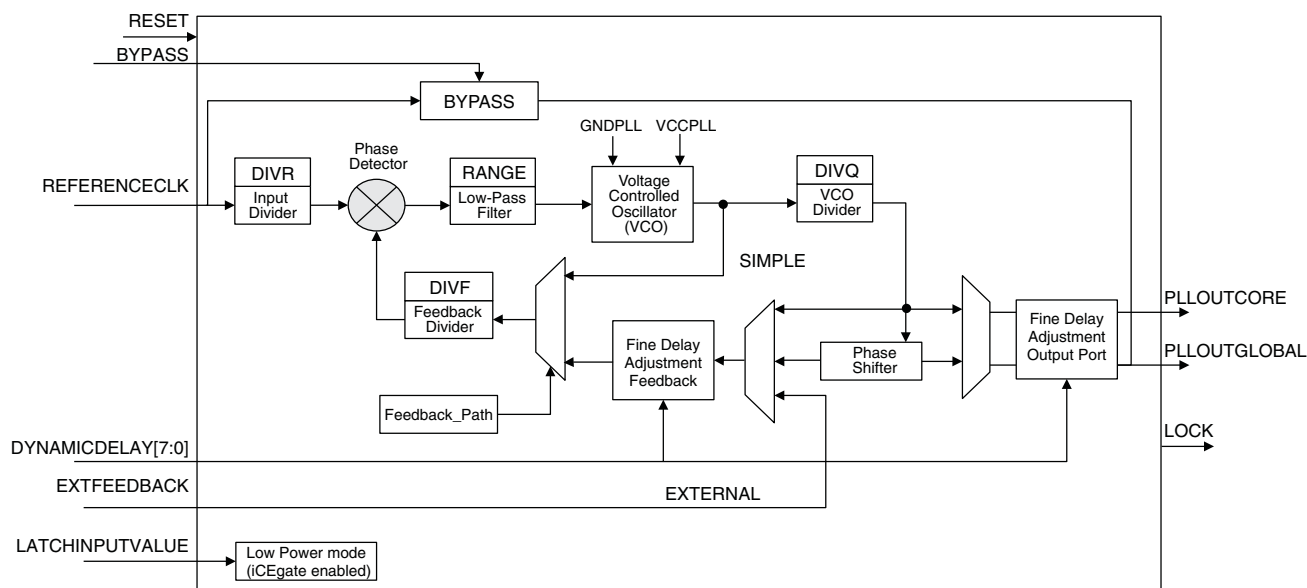 RESET
BYPASS
BYPASS
GNDPLL
VCCPLL
Phase
Detector
REFERENCECLK
DIVR
Input
Divider
RANGE
Low-Pass
Filter
Voltage
Controlled
Oscillator
(VCO)
DIVQ
VCO
Divider
SIMPLE
DIVF
Feedback
Divider
Fine Delay
Adjustment
Feedback
Phase
Shifter
Fine Delay
Adjustment
Output Port
PLLOUTCORE
PLLOUTGLOBAL
Feedback_Path
DYNAMICDELAY[7:0]
LOCK
EXTFEEDBACK
EXTERNAL
LATCHINPUTVALUE
Low Power mode
(iCEgate enabled)